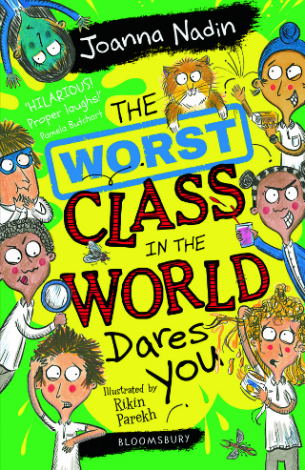 Joanna Nadin
'HILARIOUS!
Proper laughs!'
Pamela Butchart
THE
WORST
CLASS
IN THE
WORLD
Dares
You
Illustrated by
Rikin
Parekh
BLOOMSBURY